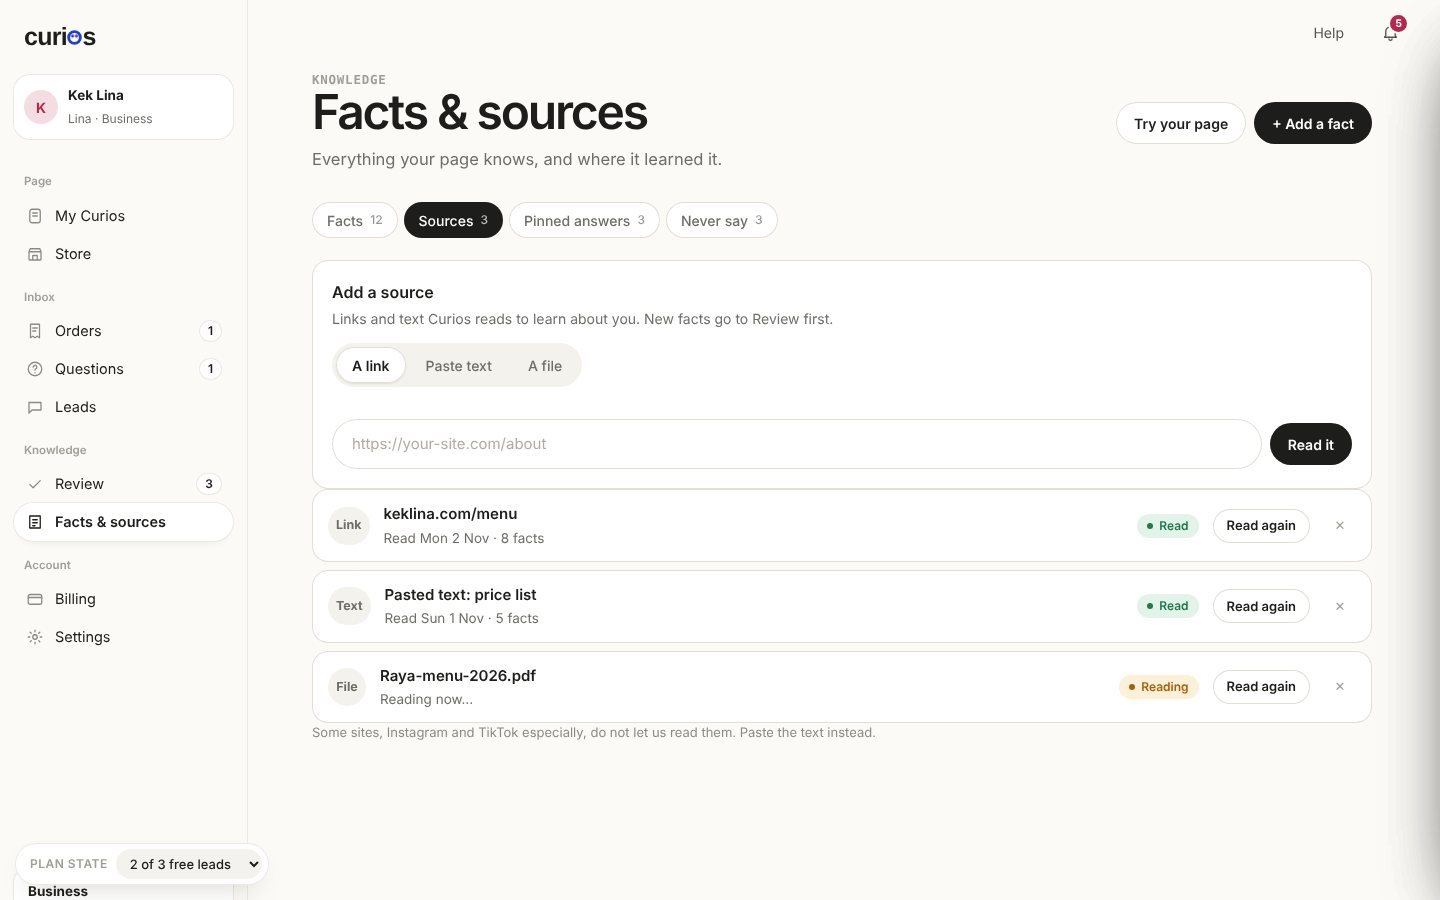 curios
Help
5
K
Kek Lina
Lina · Business
Page
My Curios
Store
Inbox
Orders 1
Questions 1
Leads
Knowledge
Review 3
Facts & sources
Account
Billing
Settings
PLAN STATE 2 of 3 free leads
Business
KNOWLEDGE
Facts & sources
Everything your page knows, and where it learned it.
Try your page
+ Add a fact
Facts 12
Sources 3
Pinned answers 3
Never say 3
Add a source
Links and text Curios reads to learn about you. New facts go to Review first.
A link
Paste text
A file
https://your-site.com/about
Read it
Link
keklina.com/menu
Read Mon 2 Nov · 8 facts
Read
Read again
×
Text
Pasted text: price list
Read Sun 1 Nov · 5 facts
Read
Read again
×
File
Raya-menu-2026.pdf
Reading now...
Reading
Read again
×
Some sites, Instagram and TikTok especially, do not let us read them. Paste the text instead.